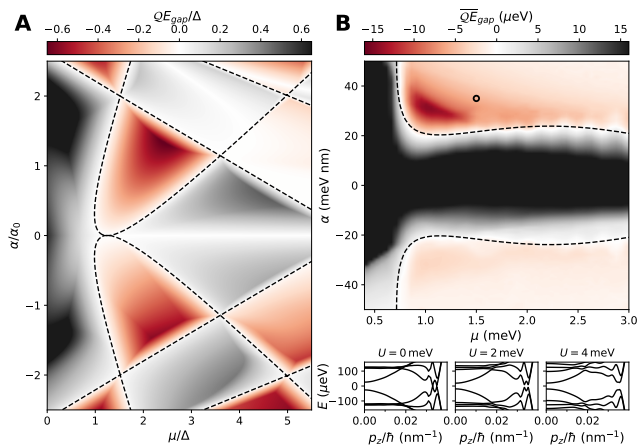 A
𝒬E_gap/Δ
−0.6 −0.4 −0.2 0.0 0.2 0.4 0.6
α/α₀
2
1
0
−1
−2
0 1 2 3 4 5
μ/Δ
B
𝒬E_gap (μeV)
−15 −10 −5 0 5 10 15
α (meV nm)
40
20
0
−20
−40
0.5 1.0 1.5 2.0 2.5 3.0
μ (meV)
U = 0 meV U = 2 meV U = 4 meV
E (μeV)
100
0
−100
0.00 0.02 0.00 0.02 0.00 0.02
p_z/ℏ (nm⁻¹) p_z/ℏ (nm⁻¹) p_z/ℏ (nm⁻¹)